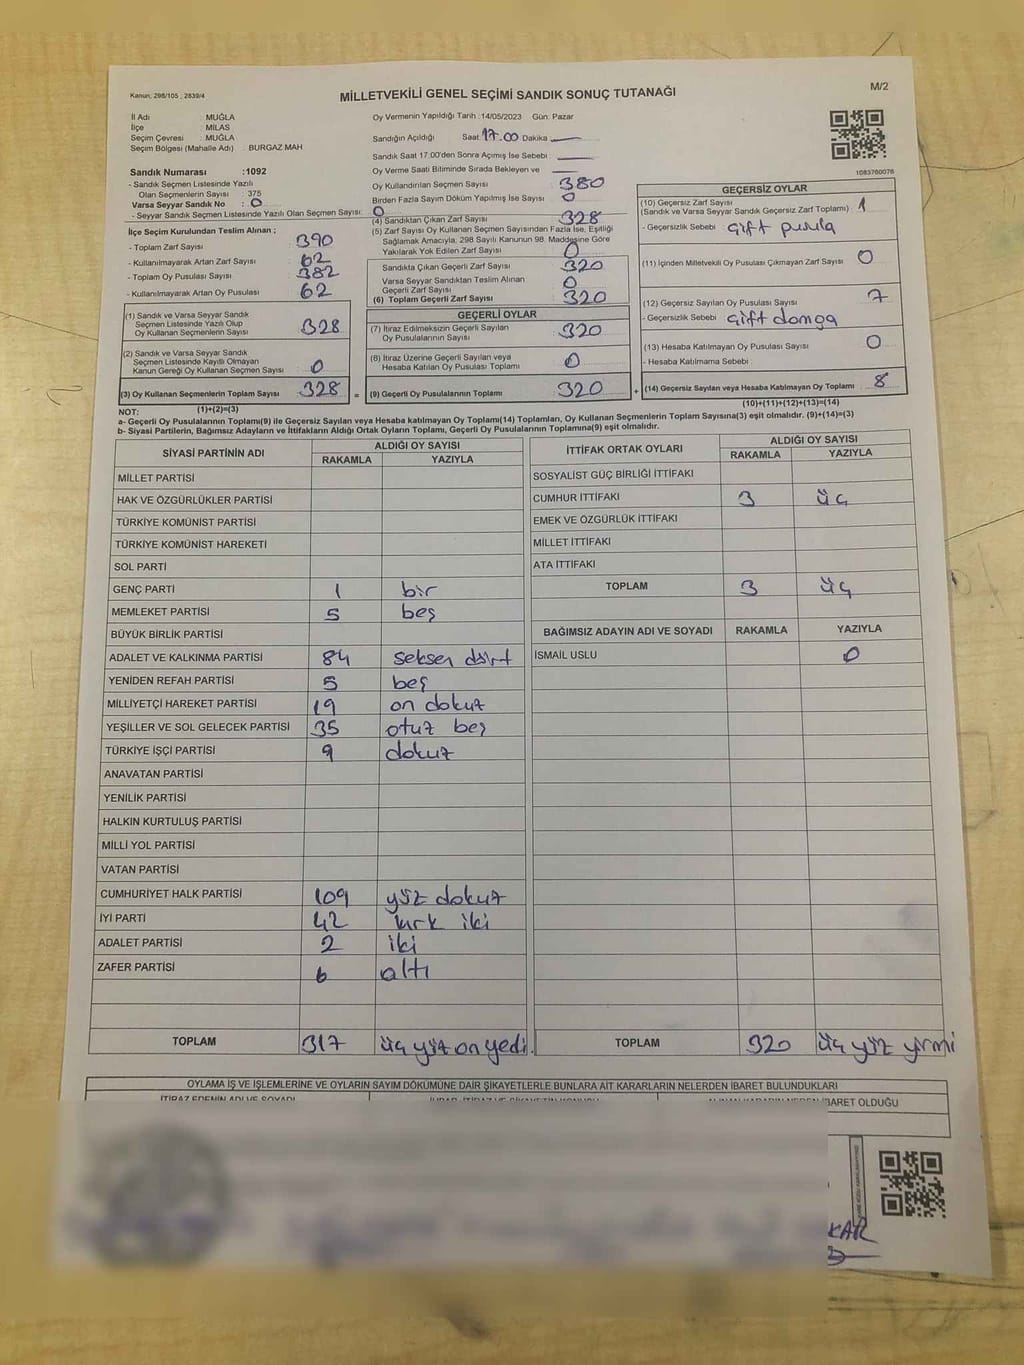 Kanun; 298/105 , 2839/4
MİLLETVEKİLİ GENEL SEÇİMİ SANDIK SONUÇ TUTANAĞI
M/2
İl Adı : MUĞLA
İlçe : MİLAS
Seçim Çevresi : MUĞLA
Seçim Bölgesi (Mahalle Adı) : BURGAZ MAH
Sandık Numarası :1092
- Sandık Seçmen Listesinde Yazılı
Olan Seçmenlerin Sayısı : 375
Varsa Seyyar Sandık No : 0
- Seyyar Sandık Seçmen Listesinde Yazılı Olan Seçmen Sayısı: 0
İlçe Seçim Kurulundan Teslim Alınan ;
- Toplam Zarf Sayısı : 390
- Kullanılmayarak Artan Zarf Sayısı : 62
- Toplam Oy Pusulası Sayısı : 382
- Kullanılmayarak Artan Oy Pusulası : 62
(1) Sandık ve Varsa Seyyar Sandık
Seçmen Listesinde Yazılı Olup
Oy Kullanan Seçmenlerin Sayısı : 328
(2) Sandık ve Varsa Seyyar Sandık
Seçmen Listesinde Kayıtlı Olmayan
Kanun Gereği Oy Kullanan Seçmen Sayısı : 0
(3) Oy Kullanan Seçmenlerin Toplam Sayısı : 328 =
(1)+(2)=(3)
Oy Vermenin Yapıldığı Tarih :14/05/2023 Gün: Pazar
Sandığın Açıldığı Saat: 17.00 Dakika
Sandık Saat 17:00'den Sonra Açımış İse Sebebi :
Oy Verme Saati Bitiminde Sırada Bekleyen ve
Oy Kullandırılan Seçmen Sayısı : 380
Birden Fazla Sayım Döküm Yapılmış İse Sayısı : 0
(4) Sandıktan Çıkan Zarf Sayısı : 328
(5) Zarf Sayısı Oy Kullanan Seçmen Sayısından Fazla İse, Eşitliği
Sağlamak Amacıyla, 298 Sayılı Kanunun 98. Maddesine Göre
Yakılarak Yok Edilen Zarf Sayısı : 0
Sandıkta Çıkan Geçerli Zarf Sayısı : 320
Varsa Seyyar Sandıktan Teslim Alınan
Geçerli Zarf Sayısı : 0
(6) Toplam Geçerli Zarf Sayısı : 320
GEÇERLİ OYLAR
(7) İtiraz Edilmeksizin Geçerli Sayılan
Oy Pusulalarının Sayısı : 320
(8) İtiraz Üzerine Geçerli Sayılan veya
Hesaba Katılan Oy Pusulası Toplamı : 0
(9) Geçerli Oy Pusulalarının Toplamı : 320 +
1083760076
GEÇERSİZ OYLAR
(10) Geçersiz Zarf Sayısı
(Sandık ve Varsa Seyyar Sandık Geçersiz Zarf Toplamı) : 1
- Geçersizlik Sebebi : çift pusula
(11) İçinden Milletvekili Oy Pusulası Çıkmayan Zarf Sayısı : 0
(12) Geçersiz Sayılan Oy Pusulası Sayısı : 7
- Geçersizlik Sebebi : çift damga
(13) Hesaba Katılmayan Oy Pusulası Sayısı : 0
- Hesaba Katılmama Sebebi :
(14) Geçersiz Sayılan veya Hesaba Katılmayan Oy Toplamı : 8
(10)+(11)+(12)+(13)=(14)
NOT:
a- Geçerli Oy Pusulalarının Toplamı(9) ile Geçersiz Sayılan veya Hesaba katılmayan Oy Toplamı(14) Toplamları, Oy Kullanan Seçmenlerin Toplam Sayısına(3) eşit olmalıdır. (9)+(14)=(3)
b- Siyasi Partilerin, Bağımsız Adayların ve İttifakların Aldığı Ortak Oyların Toplamı, Geçerli Oy Pusulalarının Toplamına(9) eşit olmalıdır.
SİYASİ PARTİNİN ADI ALDIĞI OY SAYISI
RAKAMLA YAZIYLA
MİLLET PARTİSİ
HAK VE ÖZGÜRLÜKLER PARTİSİ
TÜRKİYE KOMÜNİST PARTİSİ
TÜRKİYE KOMÜNİST HAREKETİ
SOL PARTİ
GENÇ PARTİ 1 bir
MEMLEKET PARTİSİ 5 beş
BÜYÜK BİRLİK PARTİSİ
ADALET VE KALKINMA PARTİSİ 84 seksen dört
YENİDEN REFAH PARTİSİ 5 beş
MİLLİYETÇİ HAREKET PARTİSİ 19 on dokuz
YEŞİLLER VE SOL GELECEK PARTİSİ 35 otuz beş
TÜRKİYE İŞÇİ PARTİSİ 9 dokuz
ANAVATAN PARTİSİ
YENİLİK PARTİSİ
HALKIN KURTULUŞ PARTİSİ
MİLLİ YOL PARTİSİ
VATAN PARTİSİ
CUMHURİYET HALK PARTİSİ 109 yüz dokuz
İYİ PARTİ 42 kırk iki
ADALET PARTİSİ 2 iki
ZAFER PARTİSİ 6 altı
TOPLAM 317 üç yüz on yedi.
İTTİFAK ORTAK OYLARI ALDIĞI OY SAYISI
RAKAMLA YAZIYLA
SOSYALİST GÜÇ BİRLİĞİ İTTİFAKI
CUMHUR İTTİFAKI 3 üç
EMEK VE ÖZGÜRLÜK İTTİFAKI
MİLLET İTTİFAKI
ATA İTTİFAKI
TOPLAM 3 üç
BAĞIMSIZ ADAYIN ADI VE SOYADI RAKAMLA YAZIYLA
İSMAİL USLU 0
TOPLAM 320 üç yüz yirmi
OYLAMA İŞ VE İŞLEMLERİNE VE OYLARIN SAYIM DÖKÜMÜNE DAİR ŞİKAYETLERLE BUNLARA AİT KARARLARIN NELERDEN İBARET BULUNDUKLARI
İTİRAZ EDENİN ADI VE SOYADI
İBARET OLDUĞU
KAR